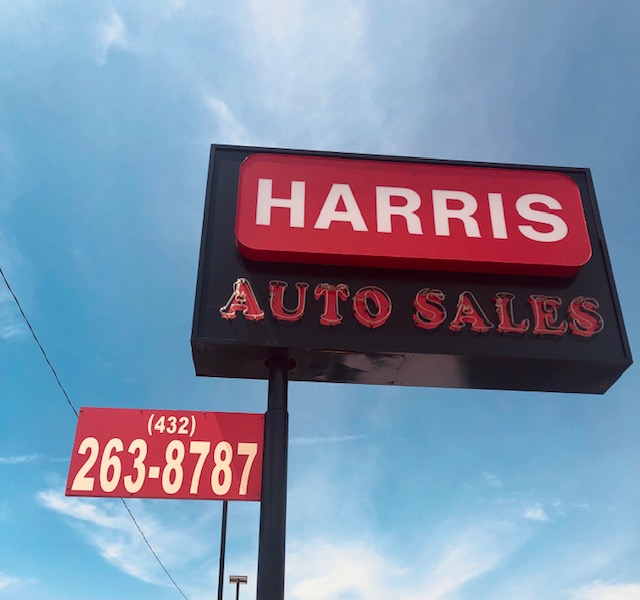 HARRIS
AUTO SALES
(432)
263-8787